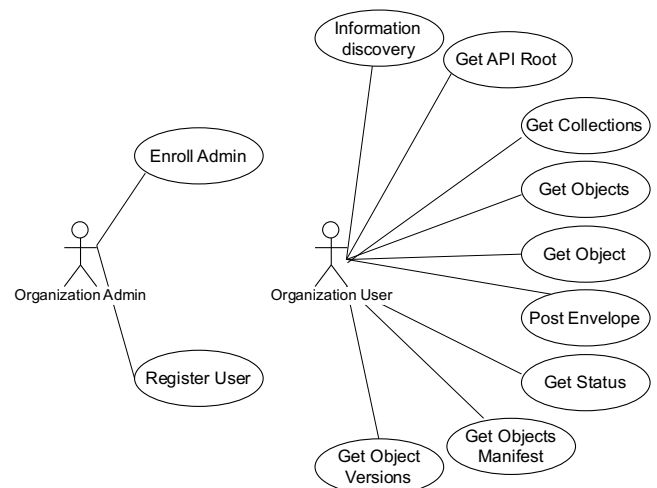 Information
discovery
Get API Root
Get Collections
Enroll Admin
Get Objects
Get Object
Organization Admin
Organization User
Post Envelope
Register User
Get Status
Get Objects
Manifest
Get Object
Versions